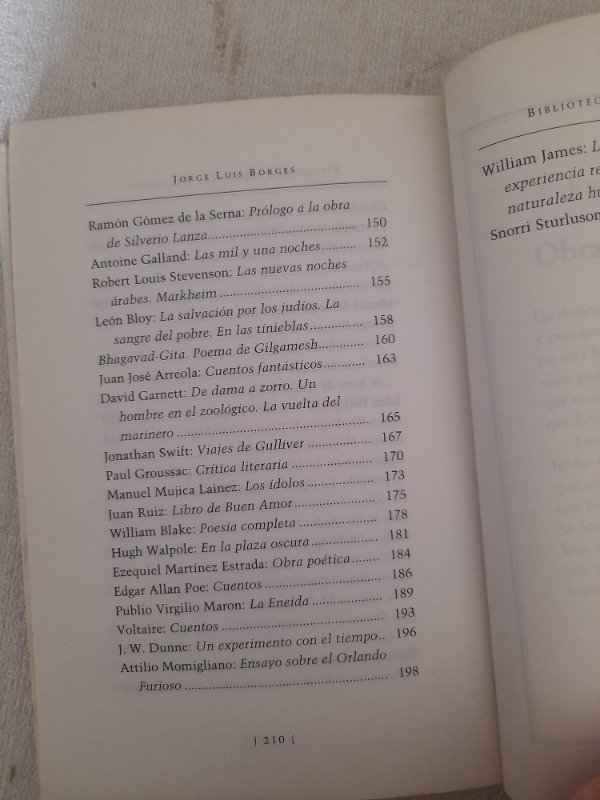 JORGE LUIS BORGES
Ramón Gómez de la Serna: Prólogo a la obra
de Silverio Lanza........................................ 150
Antoine Galland: Las mil y una noches............ 152
Robert Louis Stevenson: Las nuevas noches
árabes. Markheim .................................... 155
León Bloy: La salvación por los judíos. La
sangre del pobre. En las tinieblas............. 158
Bhagavad-Gita. Poema de Gilgamesh............... 160
Juan José Arreola: Cuentos fantásticos............. 163
David Garnett: De dama a zorro. Un
hombre en el zoológico. La vuelta del
marinero ................................................ 165
Jonathan Swift: Viajes de Gulliver ................ 167
Paul Groussac: Crítica literaria ..................... 170
Manuel Mujica Lainez: Los ídolos .................. 173
Juan Ruiz: Libro de Buen Amor ..................... 175
William Blake: Poesía completa .................... 178
Hugh Walpole: En la plaza oscura.................. 181
Ezequiel Martínez Estrada: Obra poética........ 184
Edgar Allan Poe: Cuentos ............................. 186
Publio Virgilio Maron: La Eneida .................. 189
Voltaire: Cuentos ......................................... 193
J. W. Dunne: Un experimento con el tiempo.. 196
Attilio Momigliano: Ensayo sobre el Orlando
Furioso .................................................... 198
210
BIBLIOTEC
William James: L
experiencia re
naturaleza hu
Snorri Sturluson